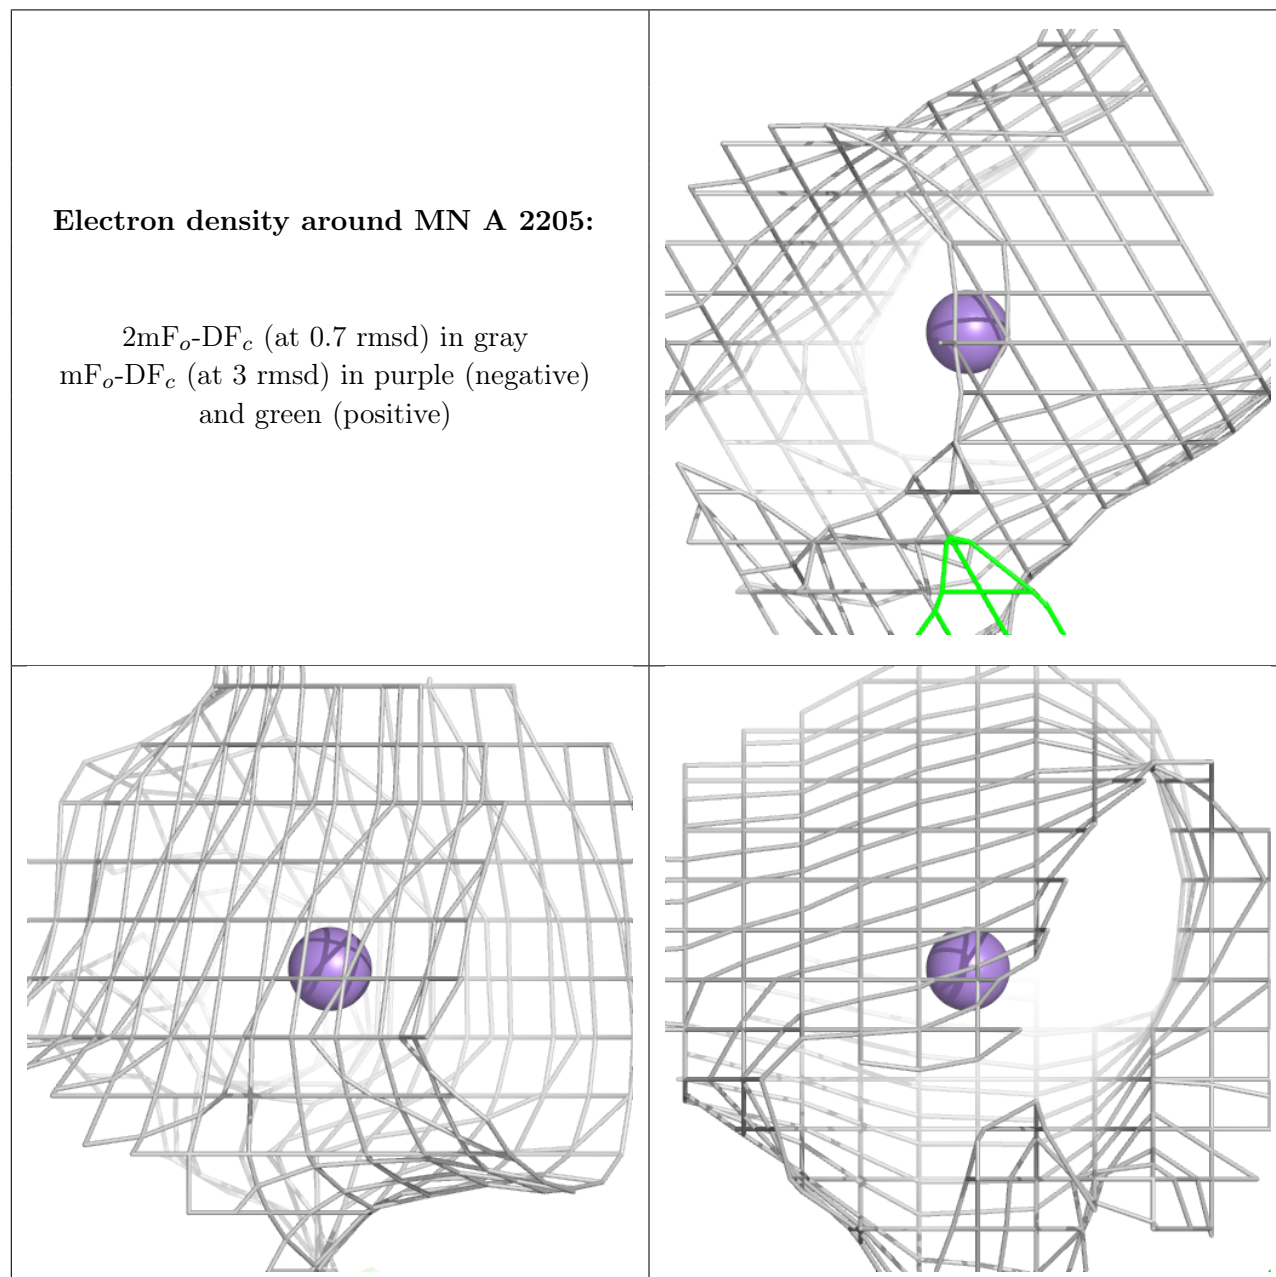 Electron density around MN A 2205:
2mFo-DFc (at 0.7 rmsd) in gray
mFo-DFc (at 3 rmsd) in purple (negative)
and green (positive)